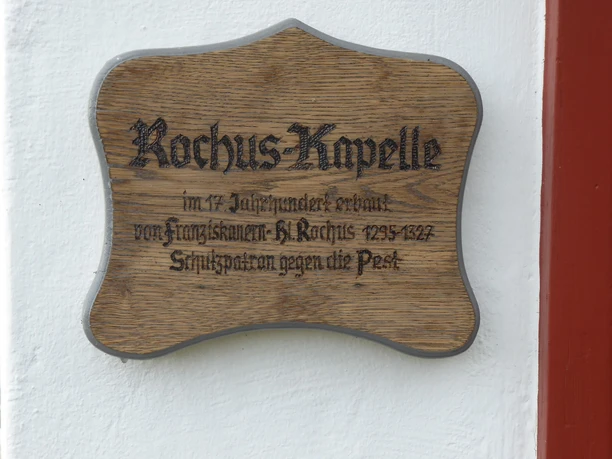 Rochus-Kapelle
im 17 Jahrhundert erbaut
von Franziskanern-Hl Rochus 1295-1327
Schutzpatron gegen die Pest